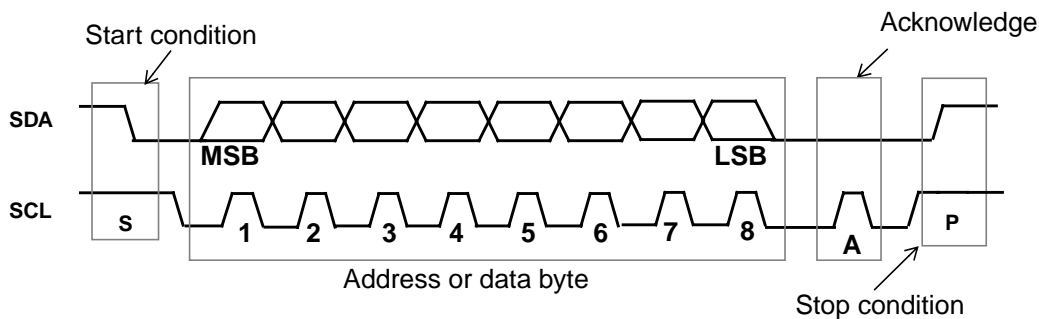 Acknowledge
Start condition
SDA
MSB LSB
SCL
S 1 2 3 4 5 6 7 8 A P
Address or data byte
Stop condition